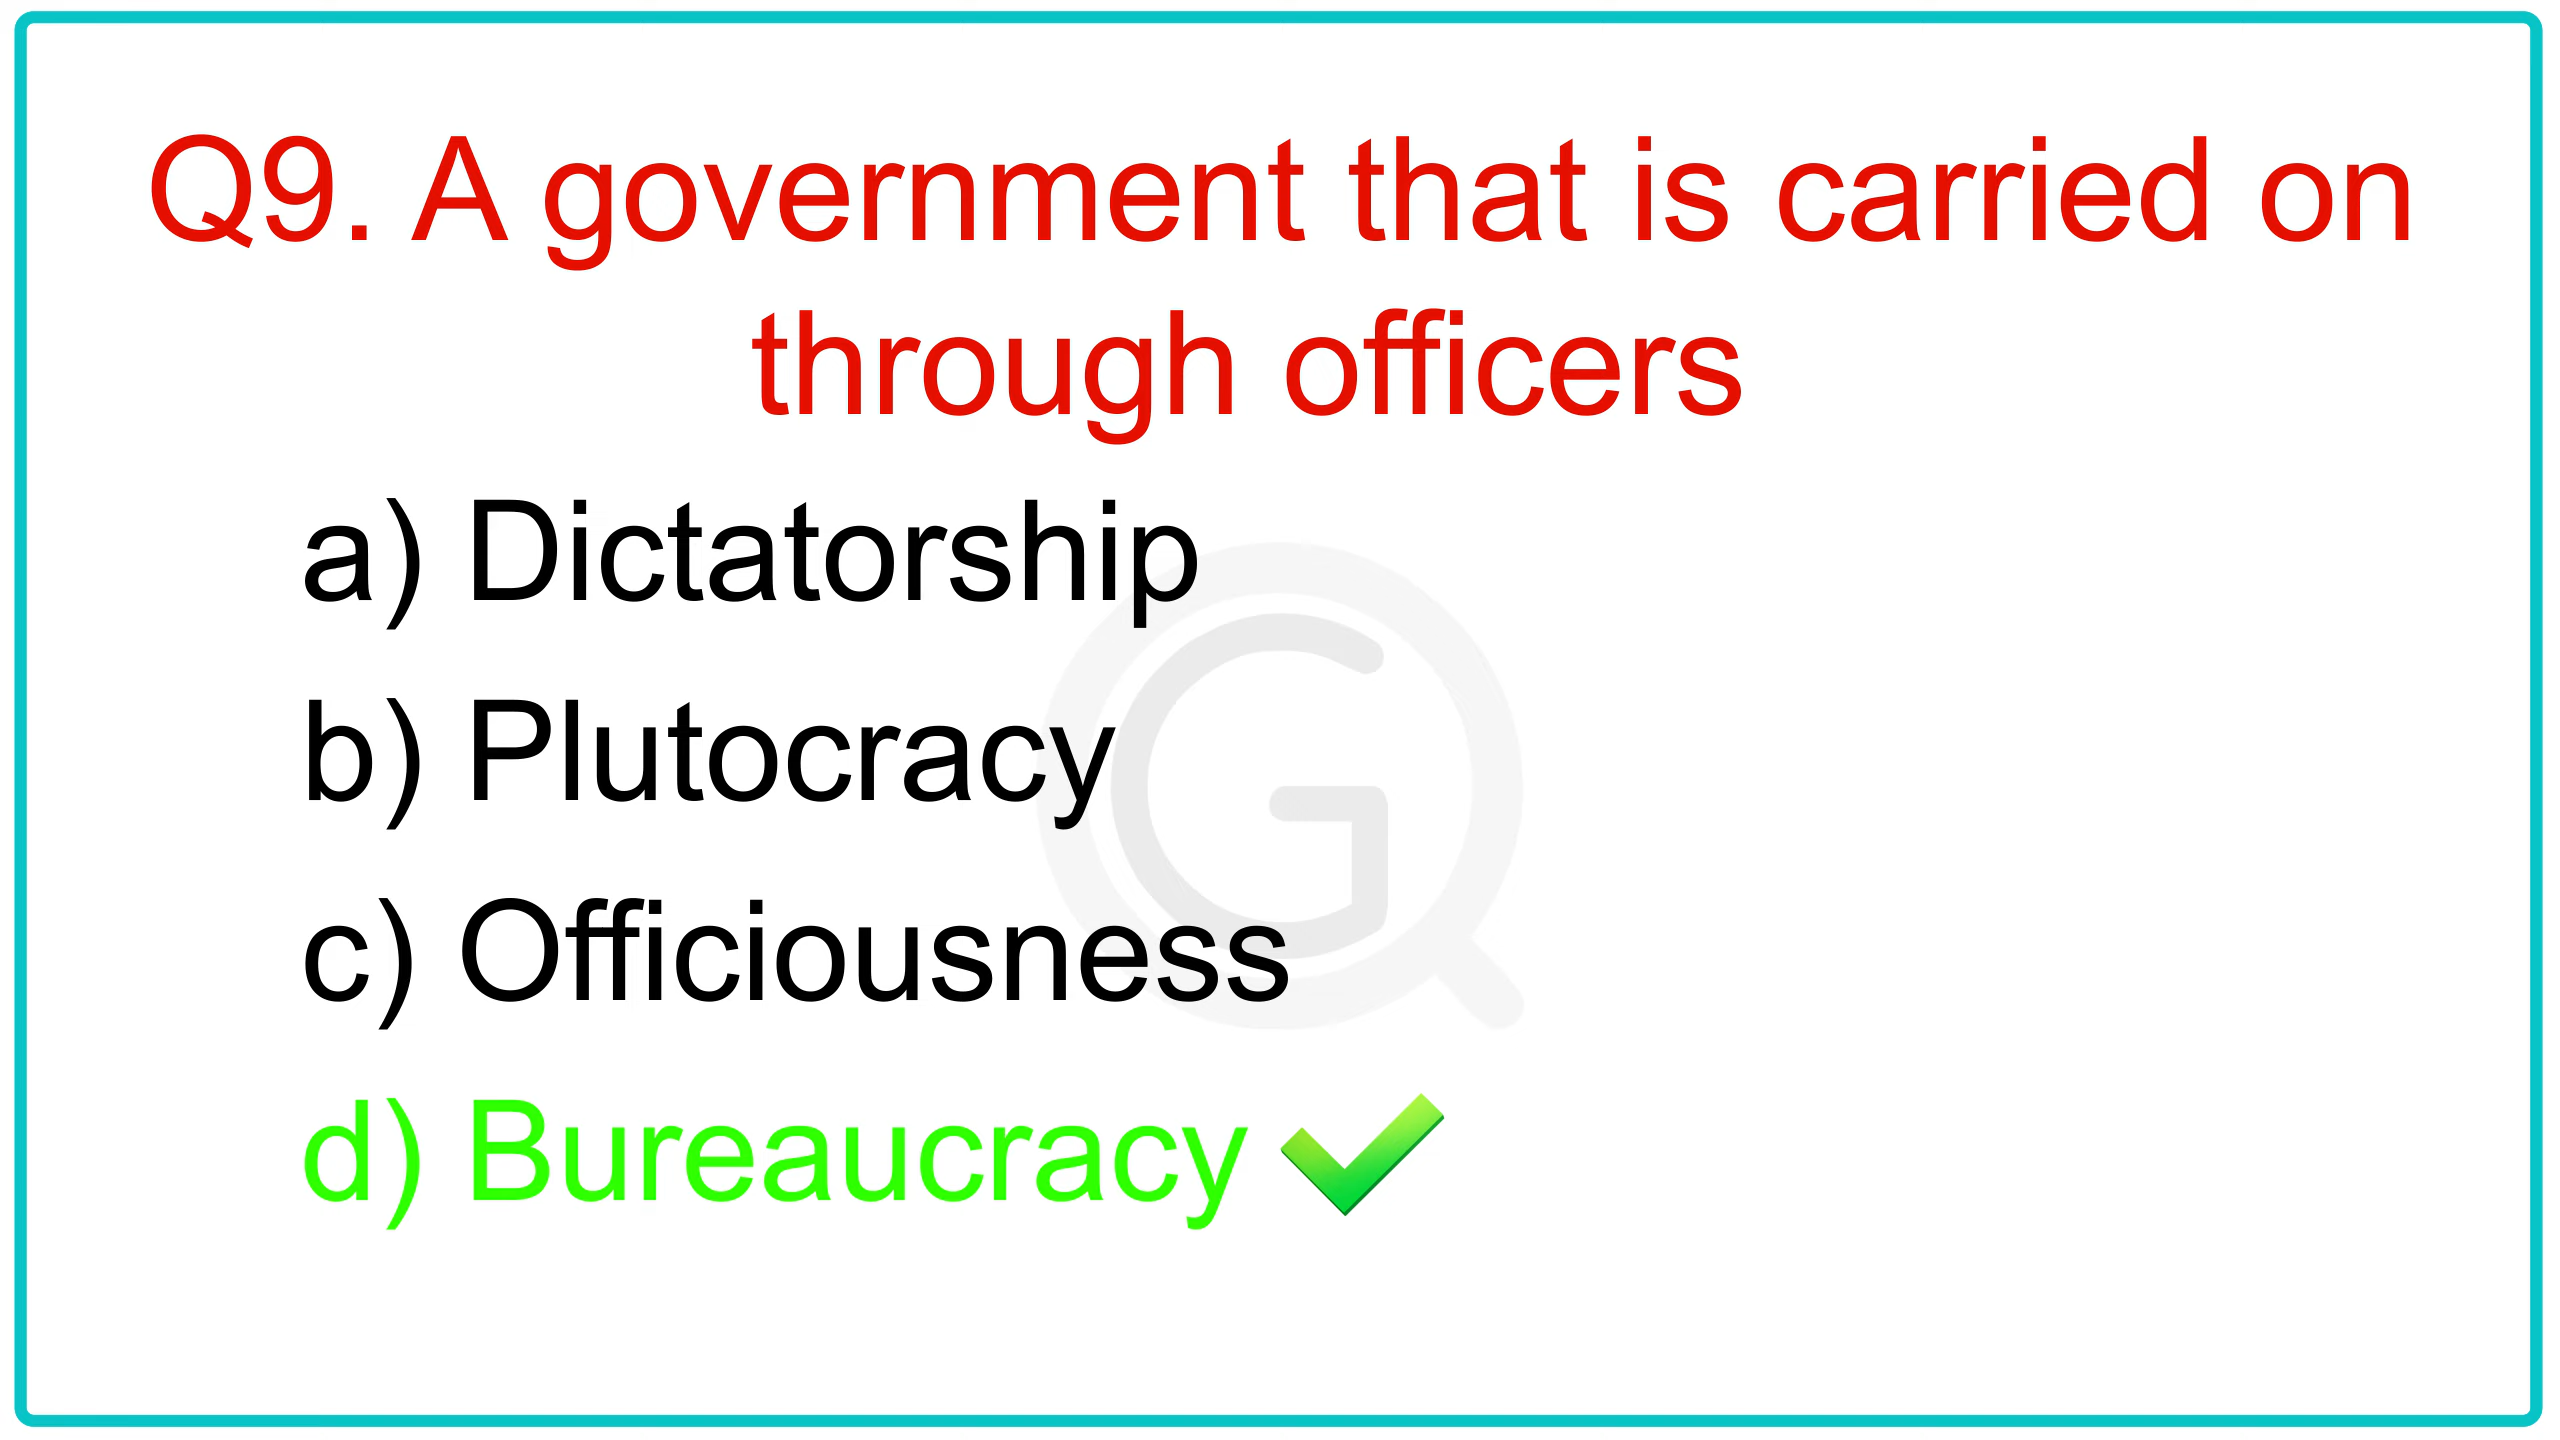 Q9. A government that is carried on
through officers
a) Dictatorship
b) Plutocracy
c) Officiousness
d) Bureaucracy
G